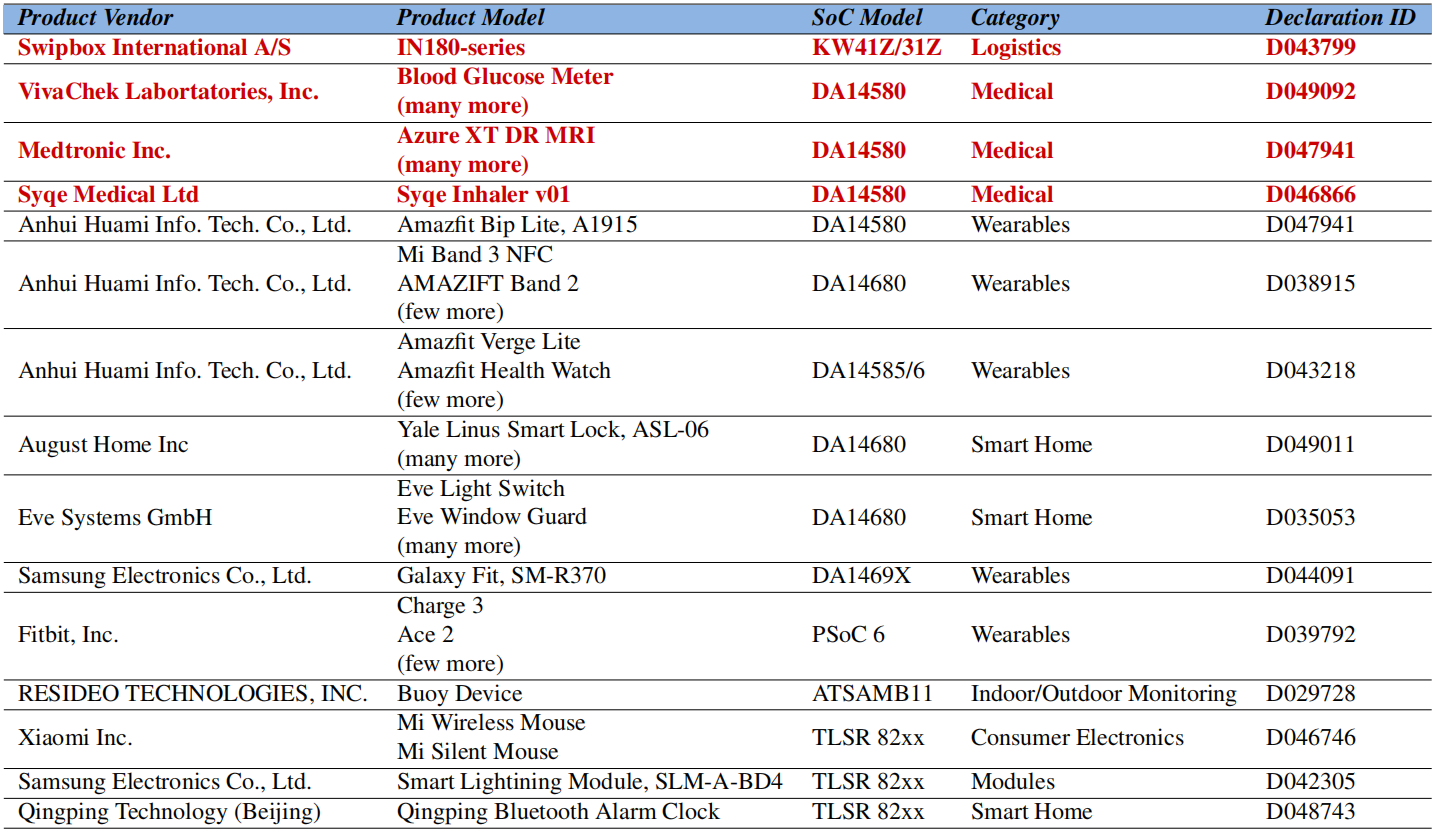 Product Vendor Product Model SoC Model Category Declaration ID
Swipbox International A/S IN180-series KW41Z/31Z Logistics D043799
VivaChek Labortatories, Inc. Blood Glucose Meter DA14580 Medical D049092
(many more)
Medtronic Inc. Azure XT DR MRI DA14580 Medical D047941
(many more)
Syqe Medical Ltd Syqe Inhaler v01 DA14580 Medical D046866
Anhui Huami Info. Tech. Co., Ltd. Amazfit Bip Lite, A1915 DA14580 Wearables D047941
Mi Band 3 NFC
Anhui Huami Info. Tech. Co., Ltd. AMAZIFT Band 2 DA14680 Wearables D038915
(few more)
Amazfit Verge Lite
Anhui Huami Info. Tech. Co., Ltd. Amazfit Health Watch DA14585/6 Wearables D043218
(few more)
August Home Inc Yale Linus Smart Lock, ASL-06 DA14680 Smart Home D049011
(many more)
Eve Light Switch
Eve Systems GmbH Eve Window Guard DA14680 Smart Home D035053
(many more)
Samsung Electronics Co., Ltd. Galaxy Fit, SM-R370 DA1469X Wearables D044091
Charge 3
Fitbit, Inc. Ace 2 PSoC 6 Wearables D039792
(few more)
RESIDEO TECHNOLOGIES, INC. Buoy Device ATSAMB11 Indoor/Outdoor Monitoring D029728
Xiaomi Inc. Mi Wireless Mouse TLSR 82xx Consumer Electronics D046746
Mi Silent Mouse
Samsung Electronics Co., Ltd. Smart Lightining Module, SLM-A-BD4 TLSR 82xx Modules D042305
Qingping Technology (Beijing) Qingping Bluetooth Alarm Clock TLSR 82xx Smart Home D048743